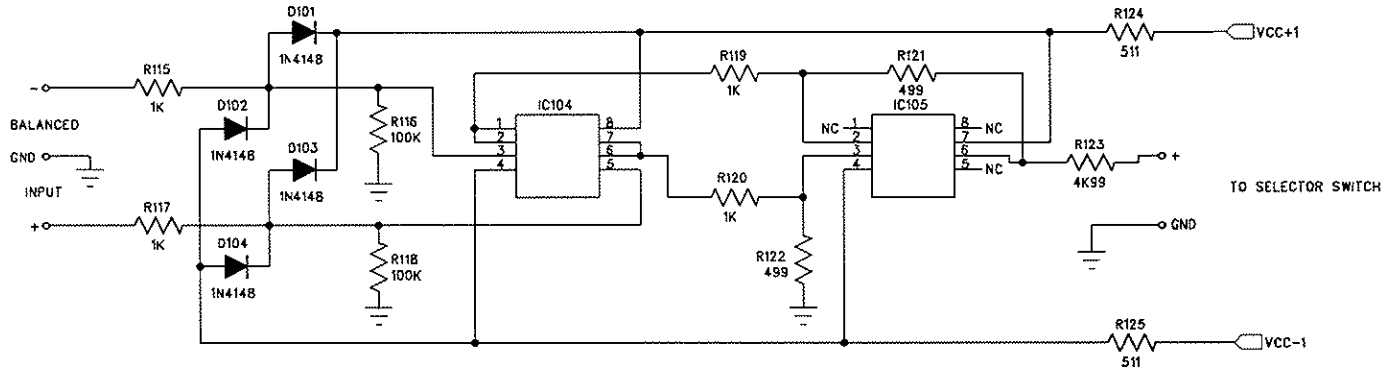 D101
1N4148
R115
1K
D102
1N4148
~
BALANCED
GND
INPUT
+
R117
1K
D103
1N4148
D104
1N4148
R116
100K
R118
100K
IC104
1
2
3
4
8
7
6
5
R119
1K
R120
1K
R121
499
R122
499
IC105
NC
1
2
3
4
8
7
6
5
NC
NC
R123
4K99
+
TO SELECTOR SWITCH
GND
R124
511
VCC+1
R125
511
VCC-1